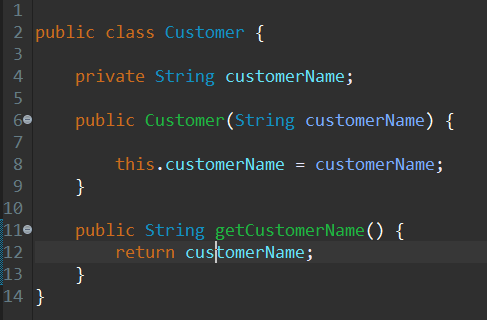 1
2 public class Customer {
3
4     private String customerName;
5
6     public Customer(String customerName) {
7
8         this.customerName = customerName;
9     }
10
11     public String getCustomerName() {
12         return customerName;
13     }
14 }